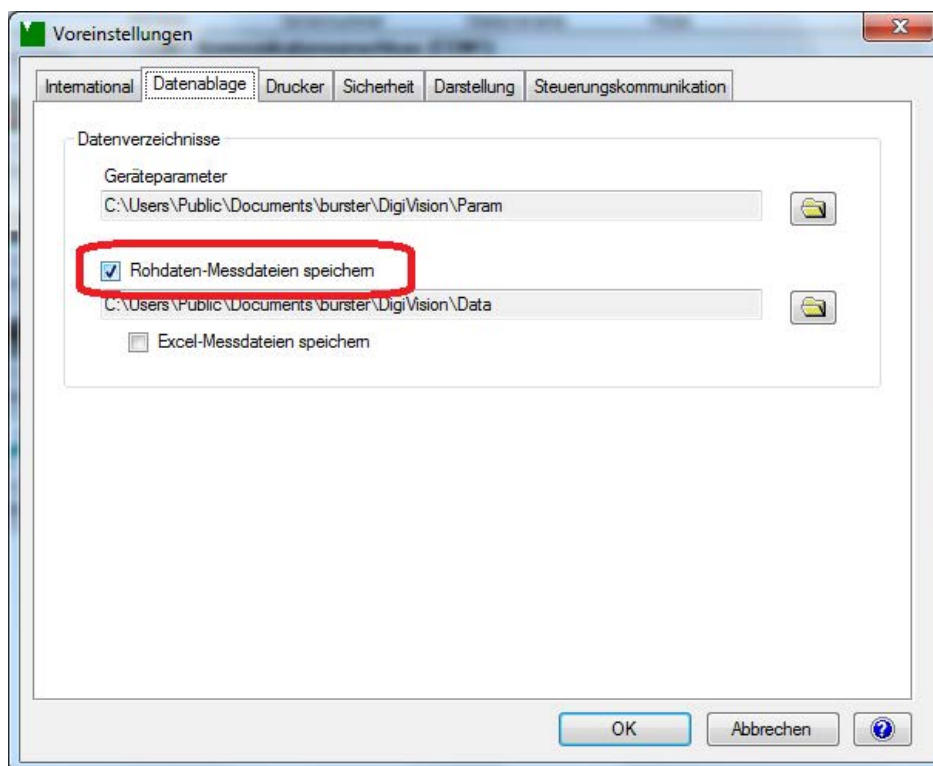 Voreinstellungen
International Datenablage Drucker Sicherheit Darstellung Steuerungskommunikation
Datenverzeichnisse
Geräteparameter
C:\Users\Public\Documents\burster\DigiVision\Param
Rohdaten-Messdateien speichern
C:\Users\Public\Documents\burster\DigiVision\Data
Excel-Messdateien speichern
OK Abbrechen